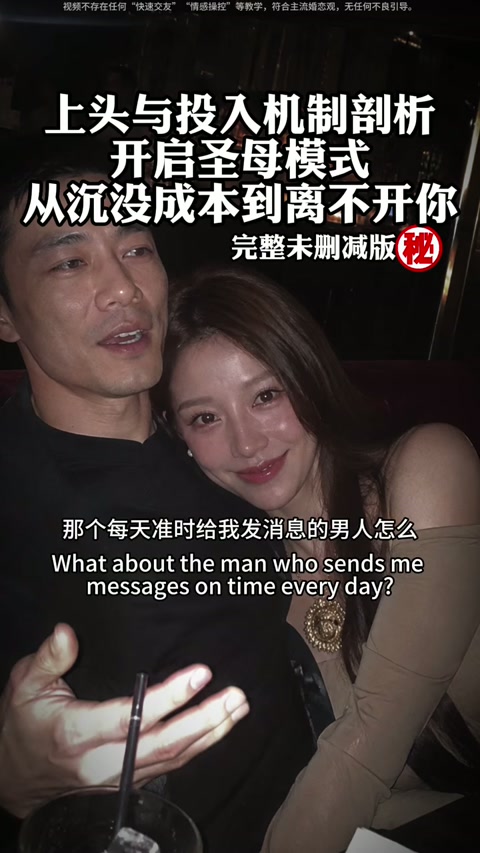 视频不存在任何“快速交友”“情感操控”等教学，符合主流婚恋观，无任何不良引导。
上头与投入机制剖析
开启圣母模式
从沉没成本到离不开你
完整未删减版 秘
那个每天准时给我发消息的男人怎么
What about the man who sends me
messages on time every day?